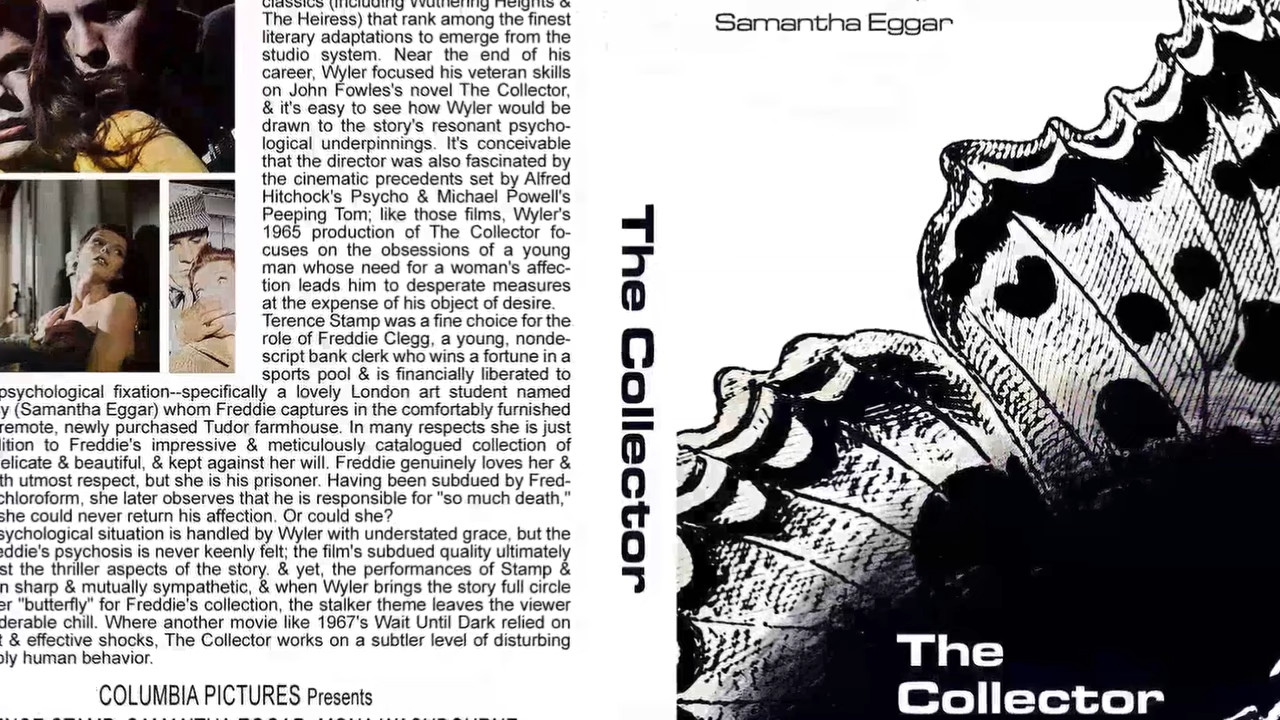 classics (including Wuthering Heights &
The Heiress) that rank among the finest
literary adaptations to emerge from the
studio system. Near the end of his
career, Wyler focused his veteran skills
on John Fowles's novel The Collector,
& it's easy to see how Wyler would be
drawn to the story's resonant psycho-
logical underpinnings. It's conceivable
that the director was also fascinated by
the cinematic precedents set by Alfred
Hitchock's Psycho & Michael Powell's
Peeping Tom; like those films, Wyler's
1965 production of The Collector fo-
cuses on the obsessions of a young
man whose need for a woman's affec-
tion leads him to desperate measures
at the expense of his object of desire.
Terence Stamp was a fine choice for the
role of Freddie Clegg, a young, nonde-
script bank clerk who wins a fortune in a
sports pool & is financially liberated to
psychological fixation--specifically a lovely London art student named
y (Samantha Eggar) whom Freddie captures in the comfortably furnished
remote, newly purchased Tudor farmhouse. In many respects she is just
lition to Freddie's impressive & meticulously catalogued collection of
elicate & beautiful, & kept against her will. Freddie genuinely loves her &
th utmost respect, but she is his prisoner. Having been subdued by Fred-
chloroform, she later observes that he is responsible for "so much death,"
she could never return his affection. Or could she?
sychological situation is handled by Wyler with understated grace, but the
eddie's psychosis is never keenly felt; the film's subdued quality ultimately
st the thriller aspects of the story. & yet, the performances of Stamp &
n sharp & mutually sympathetic, & when Wyler brings the story full circle
er "butterfly" for Freddie's collection, the stalker theme leaves the viewer
derable chill. Where another movie like 1967's Wait Until Dark relied on
t & effective shocks, The Collector works on a subtler level of disturbing
bly human behavior.
COLUMBIA PICTURES Presents
The Collector
Samantha Eggar
The
Collector